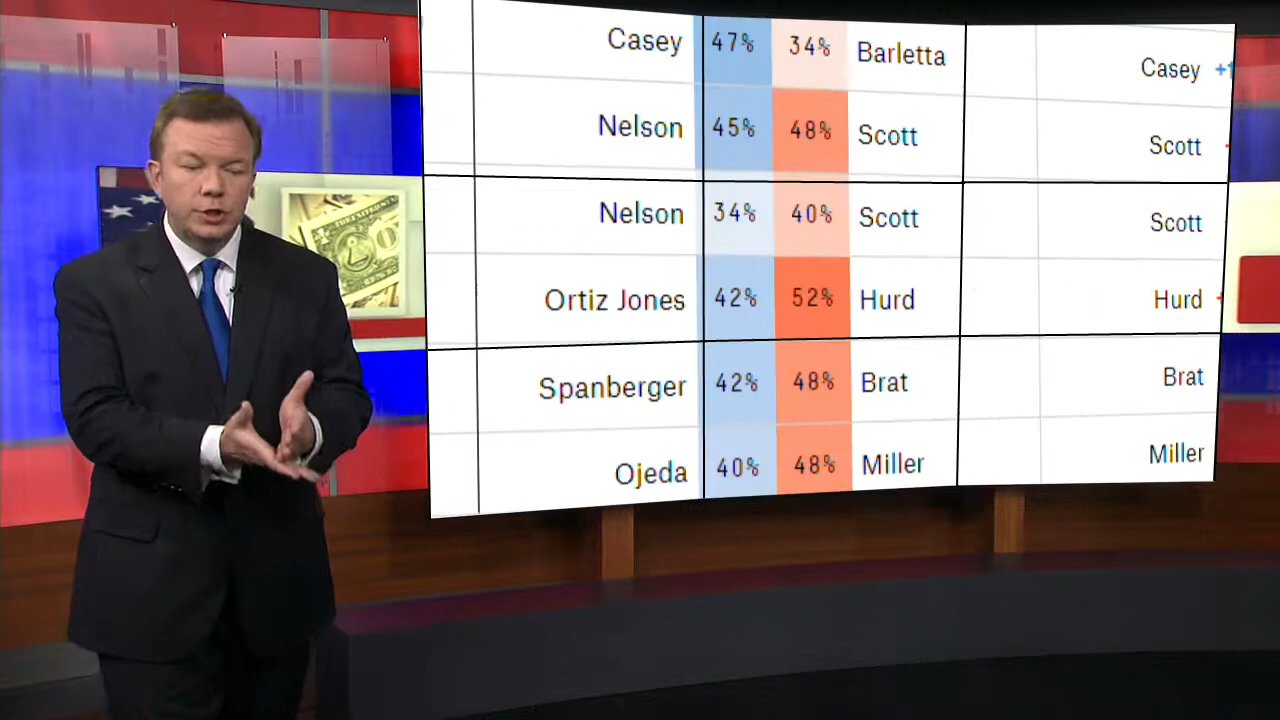 Casey 47% 34% Barletta Casey
Nelson 45% 48% Scott Scott
Nelson 34% 40% Scott Scott
Ortiz Jones 42% 52% Hurd Hurd
Spanberger 42% 48% Brat Brat
Ojeda 40% 48% Miller Miller